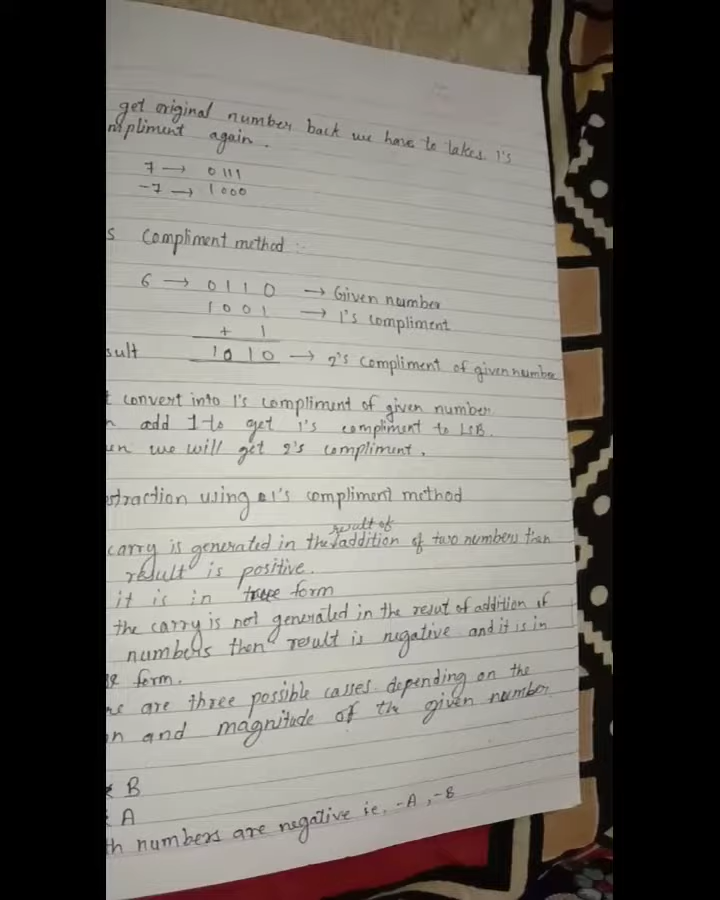 get original number back we have to takes 1's
mpliment again.
7 → 0111
-7 → 1000
s Compliment method :-
6 → 0110 → Given number
1001 → 1's compliment
+ 1
sult 1010 → 2's compliment of given number
t convert into 1's compliment of given number
n add 1 to get 1's compliment to LSB.
en we will get 2's compliment.
straction using 1's compliment method
carry is generated in the result of addition of two numbers then
result is positive.
it is in form
the carry is not generated in the resut of addition if
numbers then result is negative and it is in
form.
re are three possible casses depending on the
n and magnitude of the given number
B
A
th numbers are negative ie. -A, -B